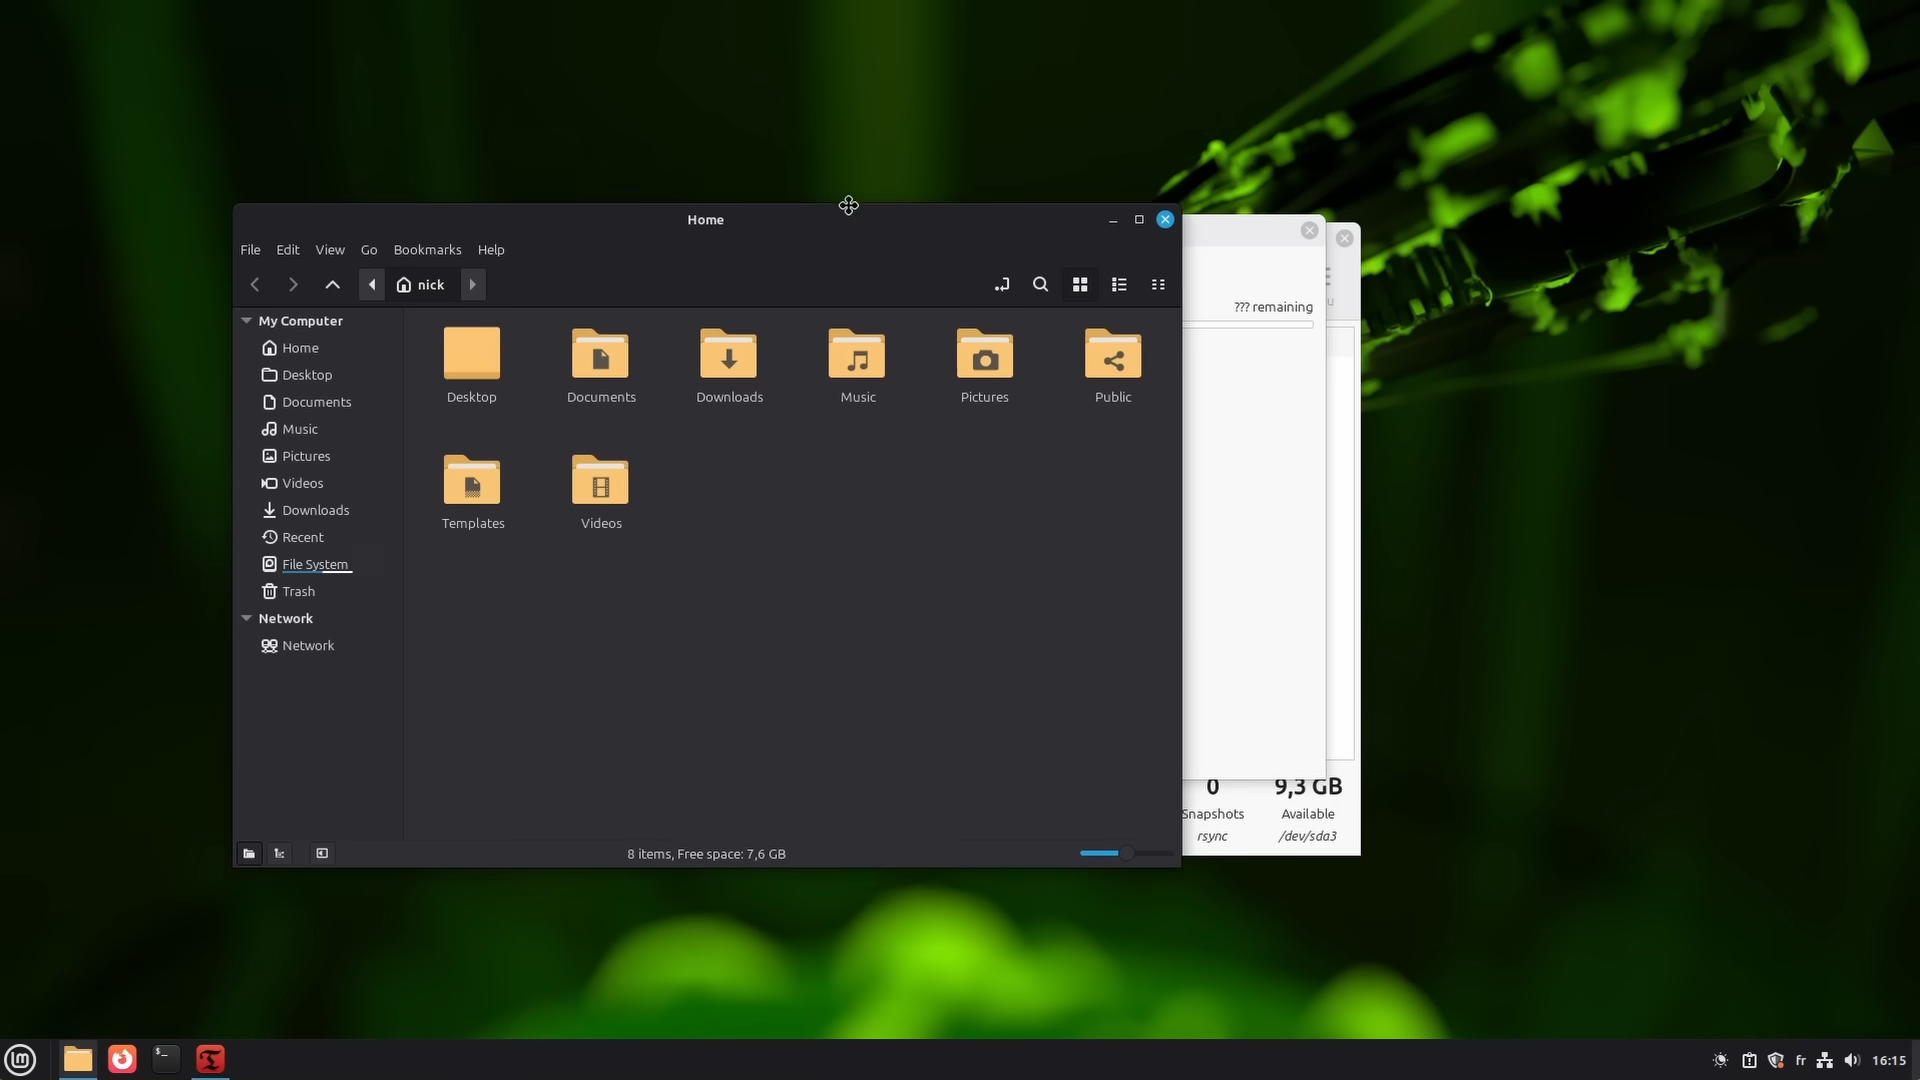 Home
File Edit View Go Bookmarks Help
nick
??? remaining
My Computer
Home
Desktop
Documents
Music
Pictures
Videos
Downloads
Recent
File System
Trash
Network
Network
Desktop Documents Downloads Music Pictures Public
Templates Videos
8 items, Free space: 7,6 GB
0 9,3 GB
Snapshots Available
rsync /dev/sda3
fr 16:15